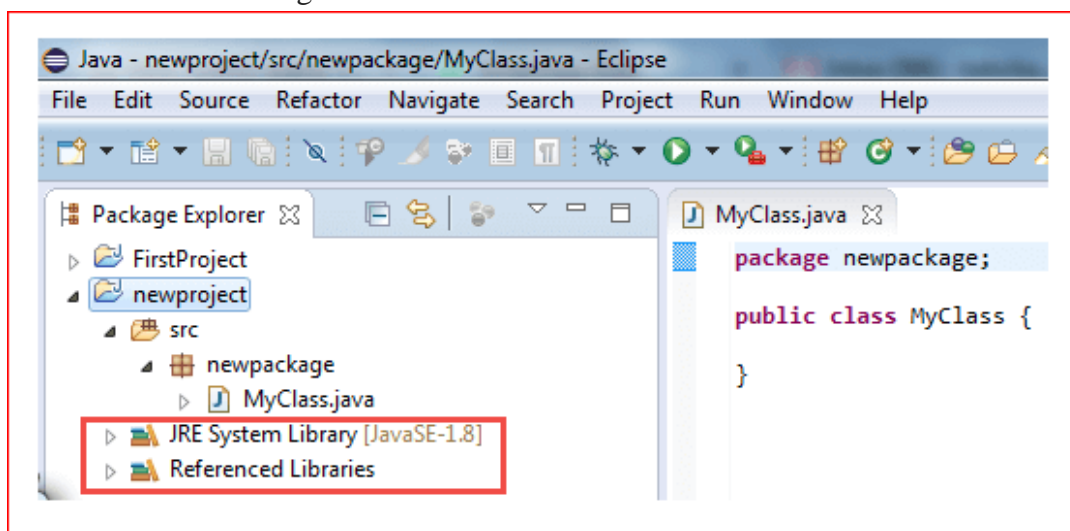 Java - newproject/src/newpackage/MyClass.java - Eclipse
File Edit Source Refactor Navigate Search Project Run Window Help
Package Explorer
MyClass.java
FirstProject
newproject
src
newpackage
MyClass.java
JRE System Library [JavaSE-1.8]
Referenced Libraries
package newpackage;
public class MyClass {
}